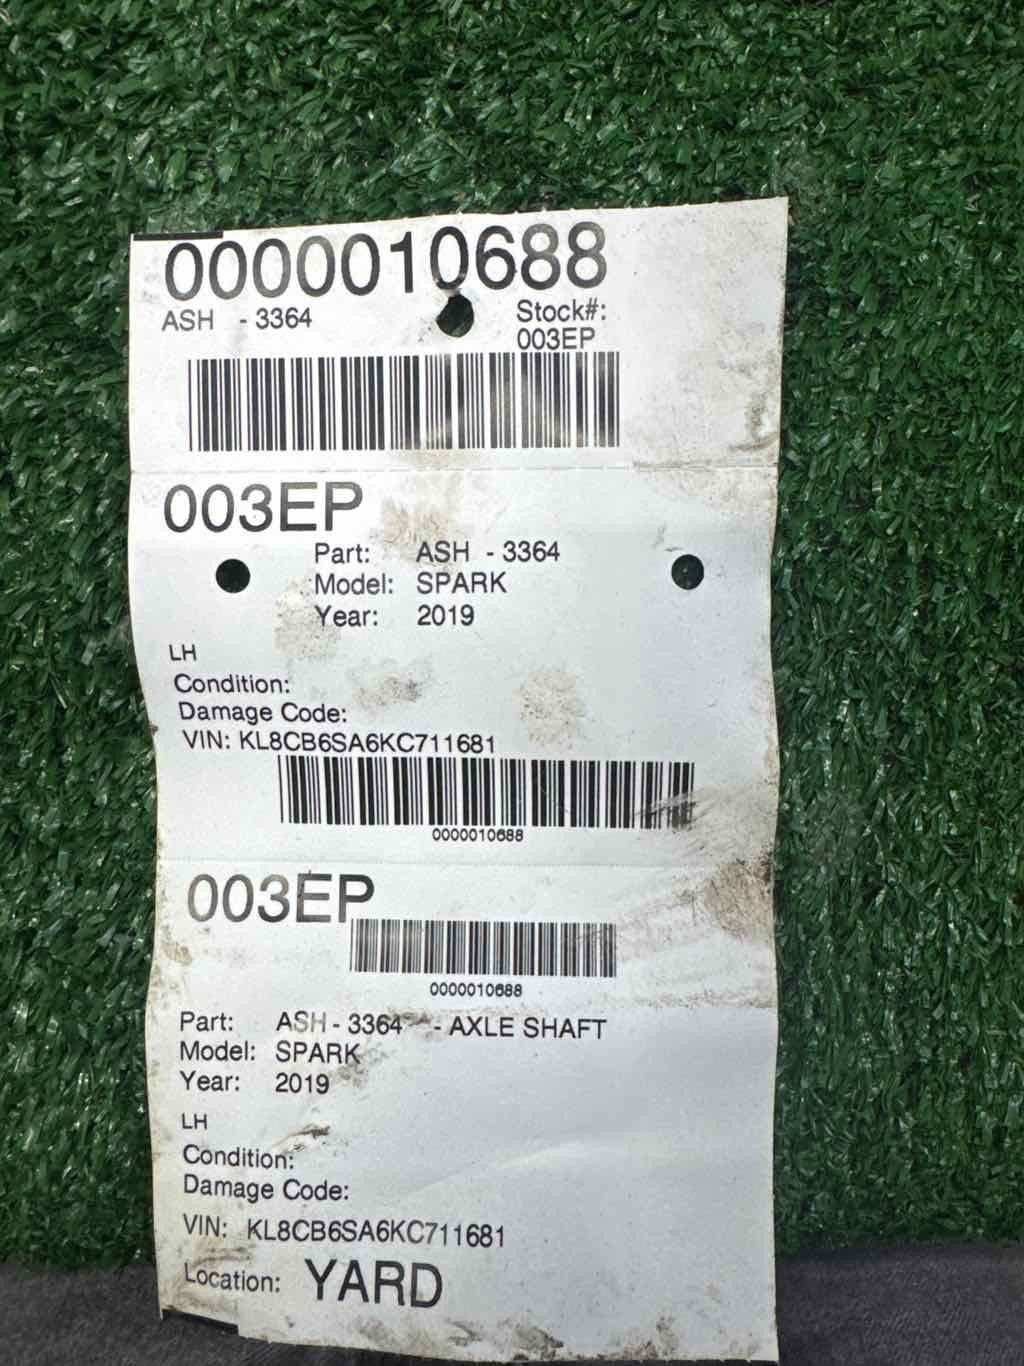 0000010688
ASH - 3364
Stock#:
003EP
003EP
Part: ASH - 3364
Model: SPARK
Year: 2019
LH
Condition:
Damage Code:
VIN: KL8CB6SA6KC711681
0000010688
003EP
0000010688
Part: ASH - 3364 - AXLE SHAFT
Model: SPARK
Year: 2019
LH
Condition:
Damage Code:
VIN: KL8CB6SA6KC711681
Location: YARD